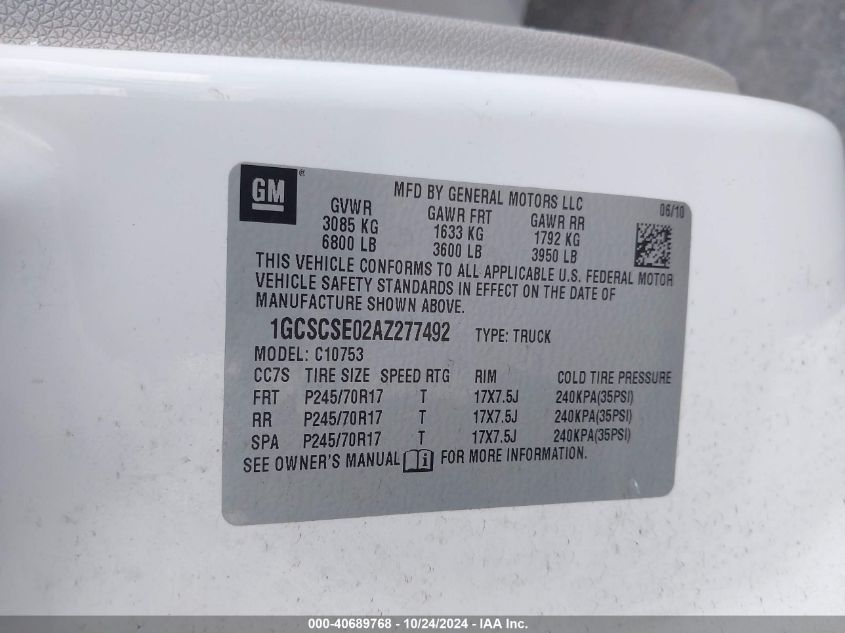 GM®
MFD BY GENERAL MOTORS LLC
06/10
GVWR GAWR FRT GAWR RR
3085 KG 1633 KG 1792 KG
6800 LB 3600 LB 3950 LB
THIS VEHICLE CONFORMS TO ALL APPLICABLE U.S. FEDERAL MOTOR
VEHICLE SAFETY STANDARDS IN EFFECT ON THE DATE OF
MANUFACTURE SHOWN ABOVE.
1GCSCSE02AZ277492 TYPE: TRUCK
MODEL: C10753
CC7S TIRE SIZE SPEED RTG RIM COLD TIRE PRESSURE
FRT P245/70R17 T 17X7.5J 240KPA(35PSI)
RR P245/70R17 T 17X7.5J 240KPA(35PSI)
SPA P245/70R17 T 17X7.5J 240KPA(35PSI)
SEE OWNER'S MANUAL i FOR MORE INFORMATION.
000-40689768 - 10/24/2024 - IAA Inc.